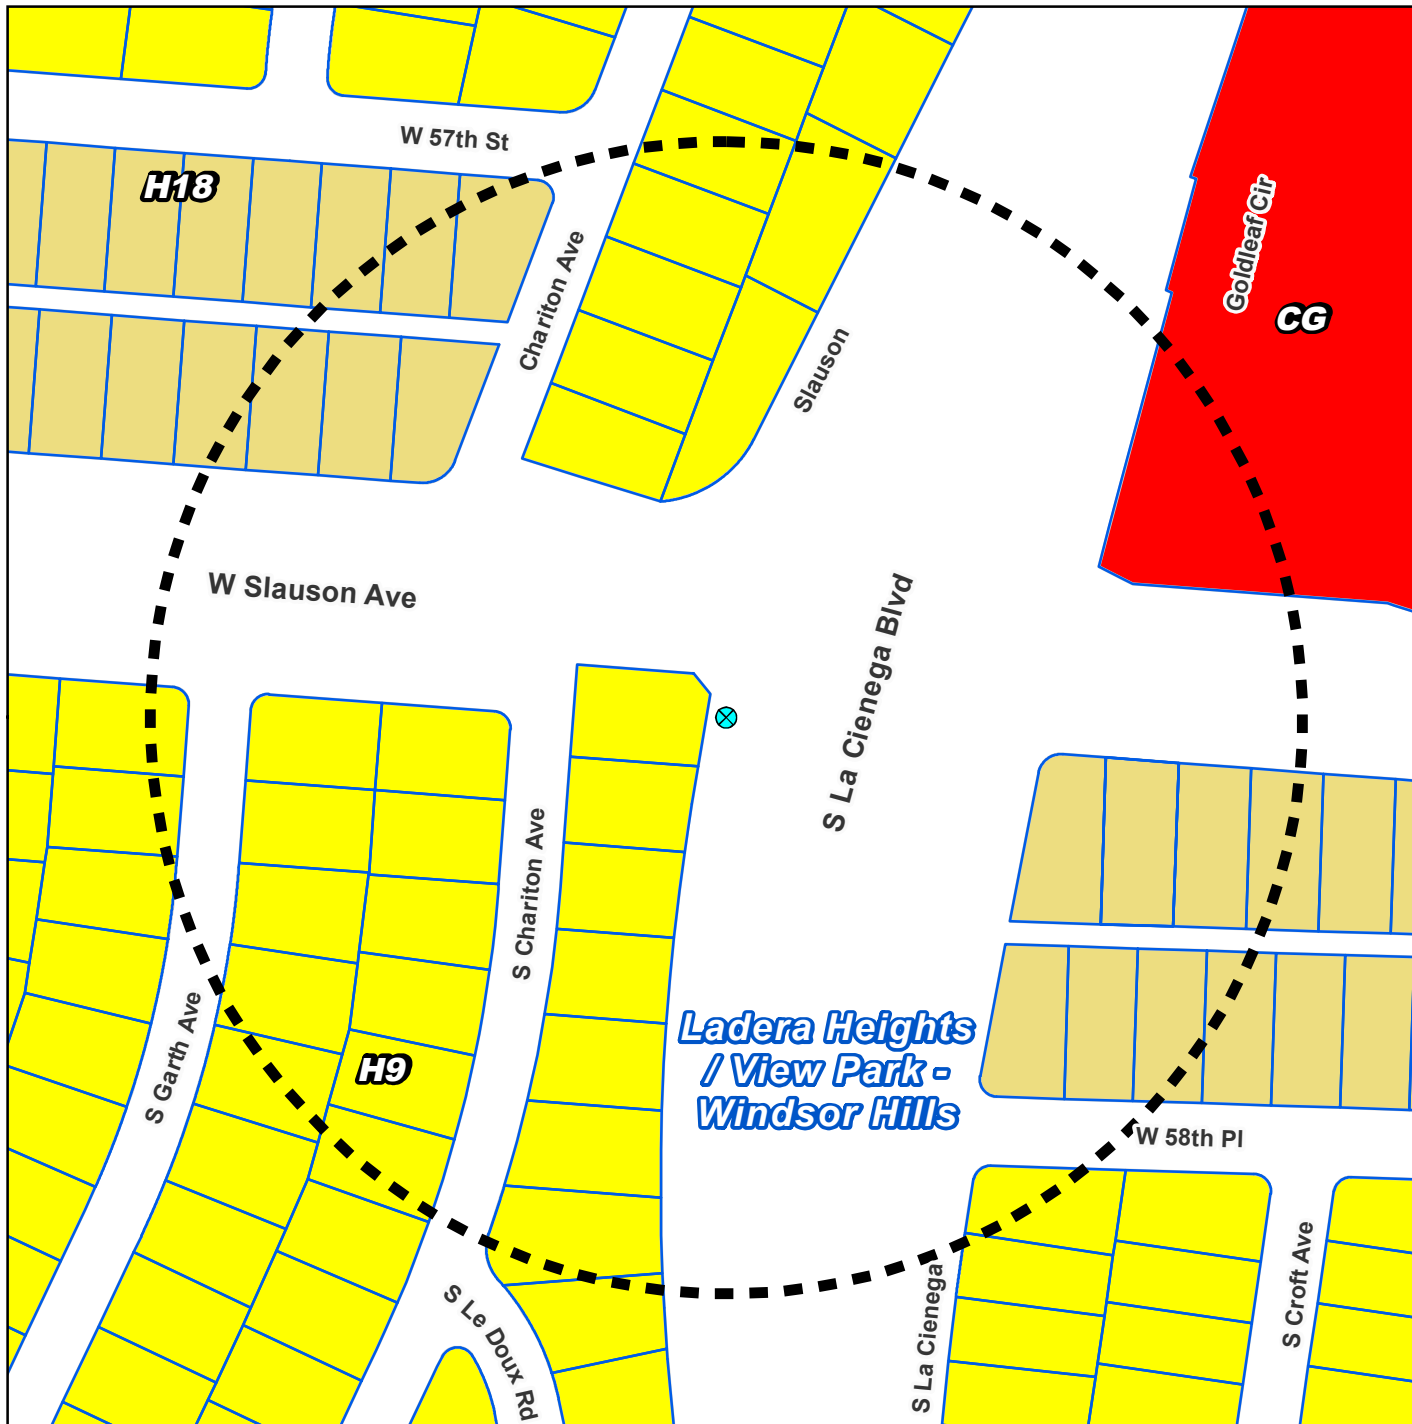 W 57th St
H18
Goldleaf Cir
Chariton Ave
CG
Slauson
W Slauson Ave
S La Cienega Blvd
S Chariton Ave
S Garth Ave
Ladera Heights
/ View Park -
Windsor Hills
H9
W 58th Pl
S Croft Ave
S La Cienega
S Le Doux Rd